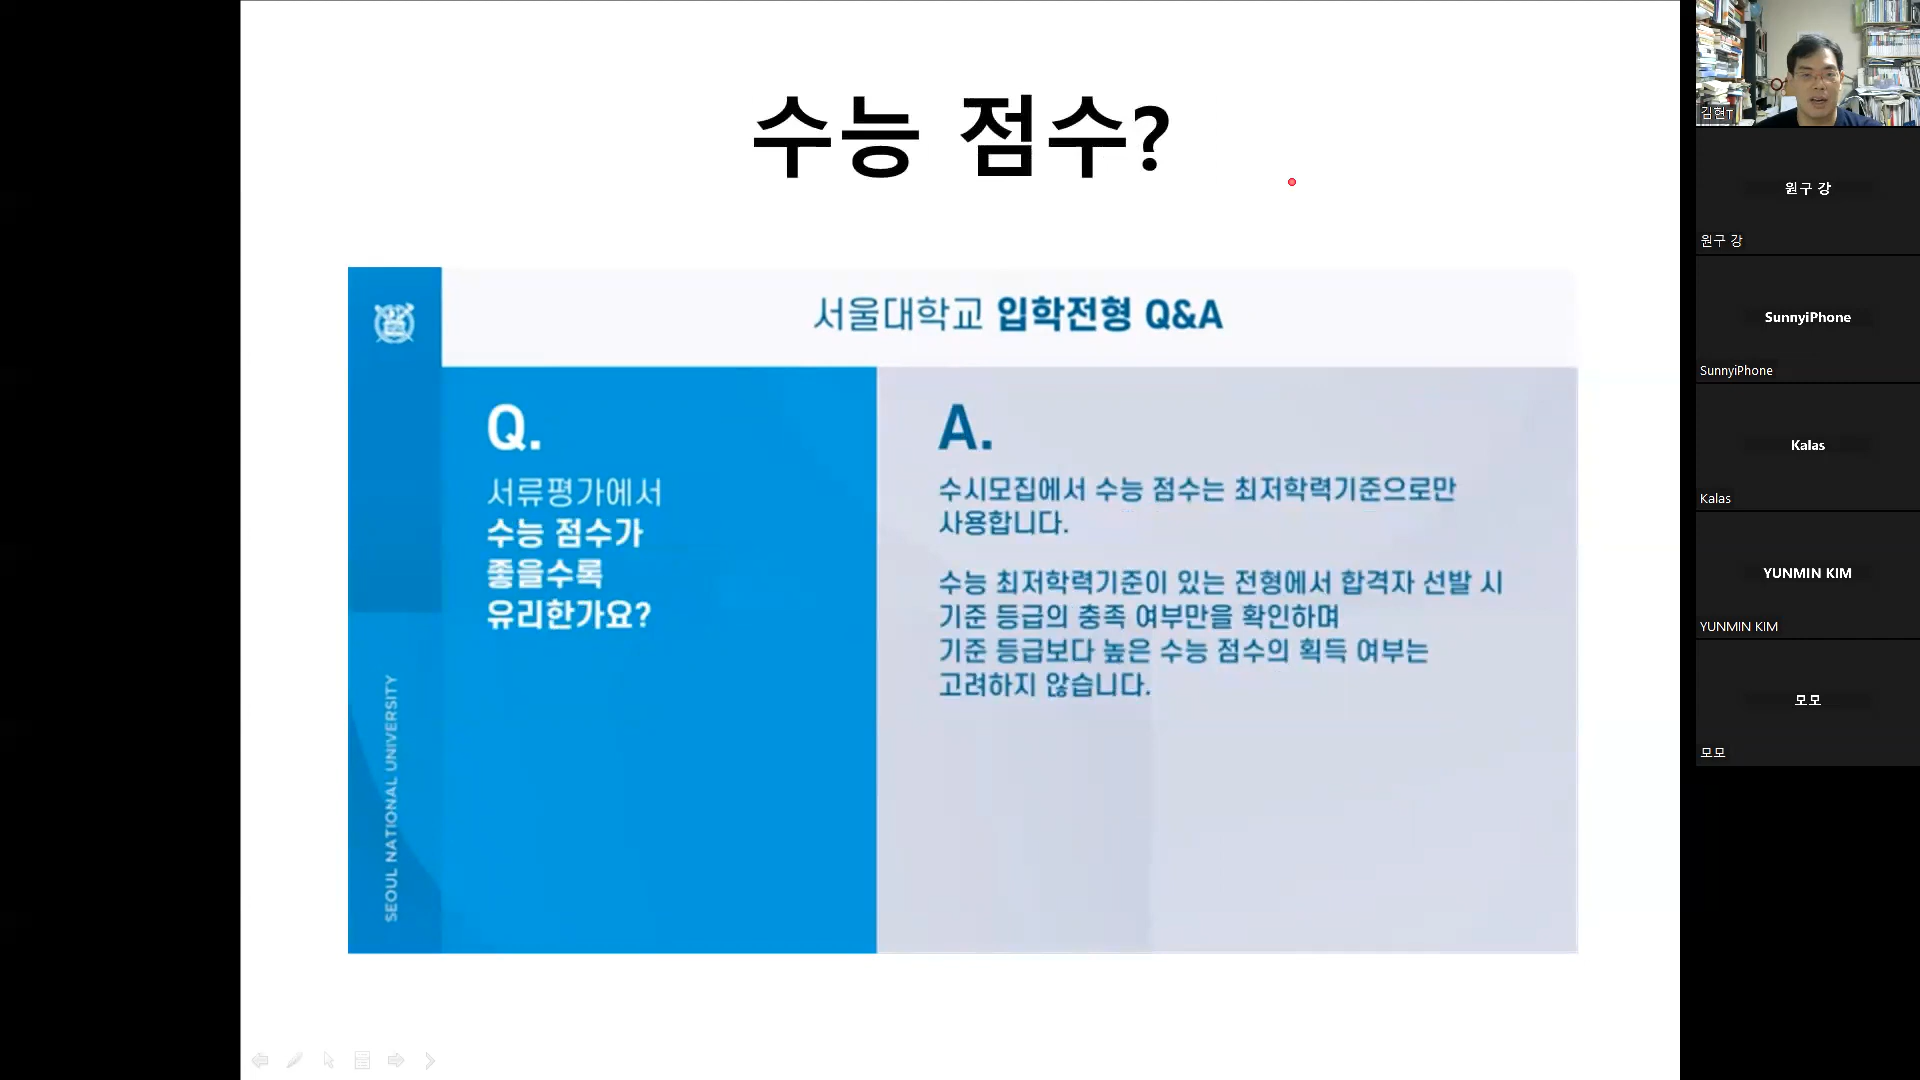 수능 점수?
서울대학교 입학전형 Q&A
SEOUL NATIONAL UNIVERSITY
Q.
서류평가에서
수능 점수가
좋을수록
유리한가요?
A.
수시모집에서 수능 점수는 최저학력기준으로만
사용합니다.
수능 최저학력기준이 있는 전형에서 합격자 선발 시
기준 등급의 충족 여부만을 확인하며
기준 등급보다 높은 수능 점수의 획득 여부는
고려하지 않습니다.
김현T
원구 강
원구 강
SunnyiPhone
SunnyiPhone
Kalas
Kalas
YUNMIN KIM
YUNMIN KIM
모모
모모